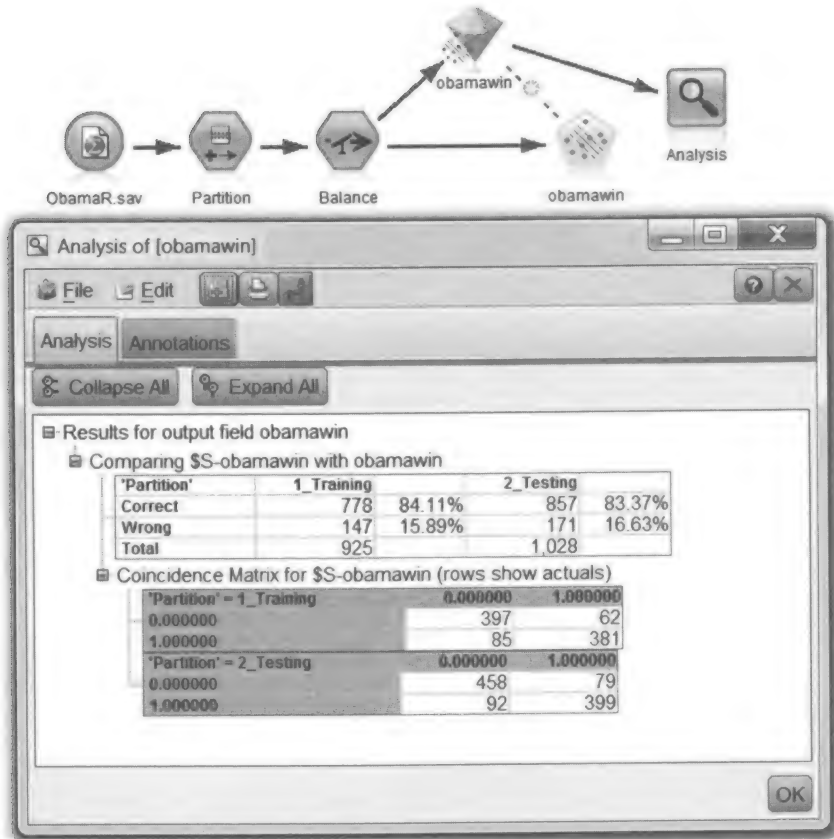 obamawin
ObamaR.sav
Partition
Balance
obamawin
Analysis
Analysis of [obamawin]
File Edit
Analysis Annotations
Collapse All Expand All
Results for output field obamawin
Comparing $S-obamawin with obamawin
'Partition' 1_Training 2_Testing
Correct 778 84.11% 857 83.37%
Wrong 147 15.89% 171 16.63%
Total 925 1,028
Coincidence Matrix for $S-obamawin (rows show actuals)
'Partition' = 1_Training 0.000000 1.000000
0.000000 397 62
1.000000 85 381
'Partition' = 2_Testing 0.000000 1.000000
0.000000 458 79
1.000000 92 399
OK